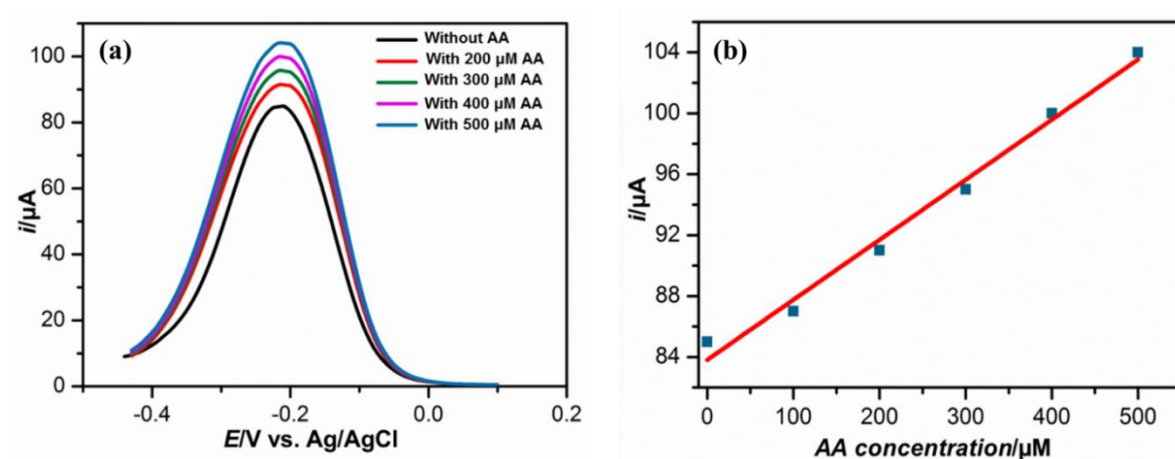 (a)
Without AA
With 200 µM AA
With 300 µM AA
With 400 µM AA
With 500 µM AA
100
80
60
40
20
0
i/µA
-0.4 -0.2 0.0 0.2
E/V vs. Ag/AgCl
(b)
104
100
96
92
88
84
i/µA
0 100 200 300 400 500
AA concentration/µM